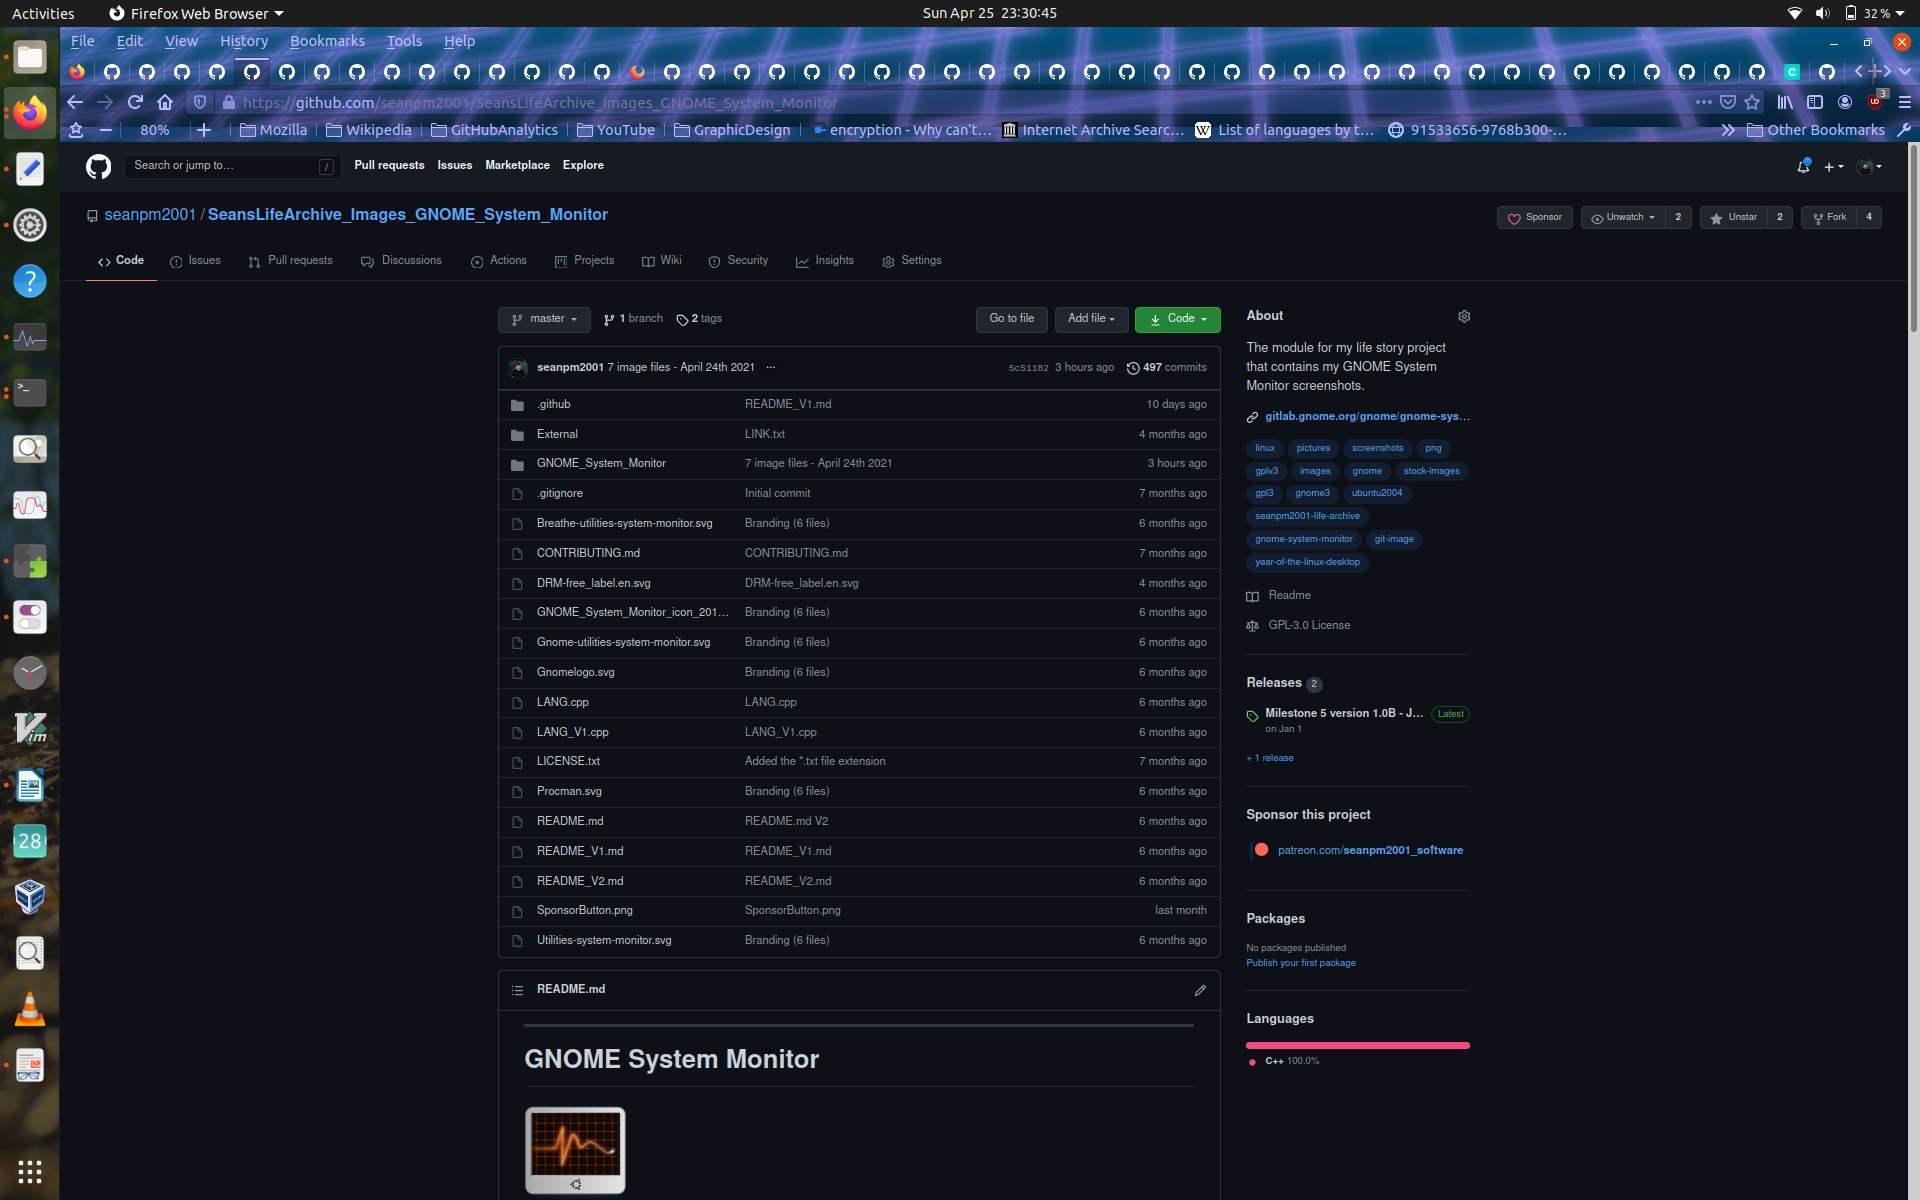 Activities Firefox Web Browser Sun Apr 25 23:30:45 32 %
File Edit View History Bookmarks Tools Help
https://github.com/seanpm2001/SeansLifeArchive_Images_GNOME_System_Monitor 3
80% Mozilla Wikipedia GitHubAnalytics YouTube GraphicDesign encryption - Why can't… Internet Archive Searc… List of languages by t… 91533656-9768b300-… Other Bookmarks
Search or jump to… / Pull requests Issues Marketplace Explore
seanpm2001 / SeansLifeArchive_Images_GNOME_System_Monitor Sponsor Unwatch 2 Unstar 2 Fork 4
Code Issues Pull requests Discussions Actions Projects Wiki Security Insights Settings
master 1 branch 2 tags Go to file Add file Code
seanpm2001 7 image files - April 24th 2021 ... 5c51182 3 hours ago 497 commits
.github README_V1.md 10 days ago
External LINK.txt 4 months ago
GNOME_System_Monitor 7 image files - April 24th 2021 3 hours ago
.gitignore Initial commit 7 months ago
Breathe-utilities-system-monitor.svg Branding (6 files) 6 months ago
CONTRIBUTING.md CONTRIBUTING.md 7 months ago
DRM-free_label.en.svg DRM-free_label.en.svg 4 months ago
GNOME_System_Monitor_icon_201… Branding (6 files) 6 months ago
Gnome-utilities-system-monitor.svg Branding (6 files) 6 months ago
Gnomelogo.svg Branding (6 files) 6 months ago
LANG.cpp LANG.cpp 6 months ago
LANG_V1.cpp LANG_V1.cpp 6 months ago
LICENSE.txt Added the *.txt file extension 7 months ago
Procman.svg Branding (6 files) 6 months ago
README.md README.md V2 6 months ago
README_V1.md README_V1.md 6 months ago
README_V2.md README_V2.md 6 months ago
SponsorButton.png SponsorButton.png last month
Utilities-system-monitor.svg Branding (6 files) 6 months ago
README.md
GNOME System Monitor
About
The module for my life story project
that contains my GNOME System
Monitor screenshots.
gitlab.gnome.org/gnome/gnome-sys…
linux pictures screenshots png
gplv3 images gnome stock-images
gpl3 gnome3 ubuntu2004
seanpm2001-life-archive
gnome-system-monitor git-image
year-of-the-linux-desktop
Readme
GPL-3.0 License
Releases 2
Milestone 5 version 1.0B - J… Latest
on Jan 1
+ 1 release
Sponsor this project
patreon.com/seanpm2001_software
Packages
No packages published
Publish your first package
Languages
C++ 100.0%
Vim
28